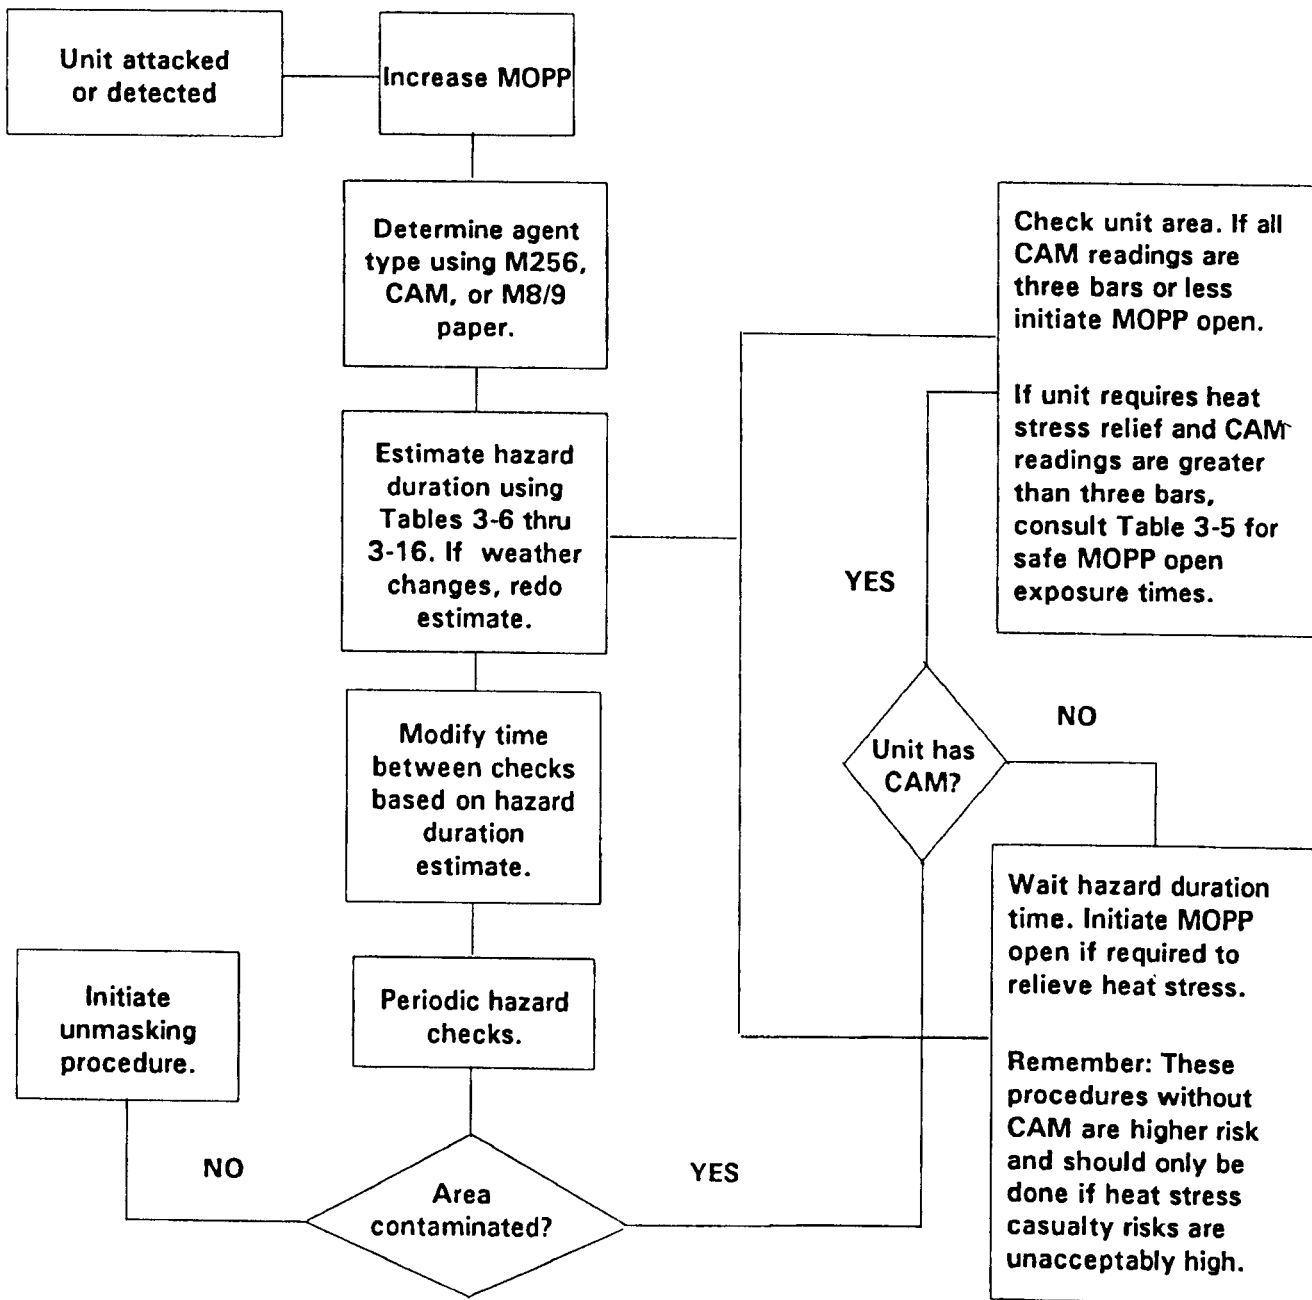 Unit attacked
or detected
Increase MOPP
Determine agent
type using M256,
CAM, or M8/9
paper.
Estimate hazard
duration using
Tables 3-6 thru
3-16. If weather
changes, redo
estimate.
Modify time
between checks
based on hazard
duration
estimate.
Periodic hazard
checks.
Initiate
unmasking
procedure.
NO
Area
contaminated?
YES
Unit has
CAM?
YES
NO
Check unit area. If all
CAM readings are
three bars or less
initiate MOPP open.
If unit requires heat
stress relief and CAM
readings are greater
than three bars,
consult Table 3-5 for
safe MOPP open
exposure times.
Wait hazard duration
time. Initiate MOPP
open if required to
relieve heat stress.
Remember: These
procedures without
CAM are higher risk
and should only be
done if heat stress
casualty risks are
unacceptably high.